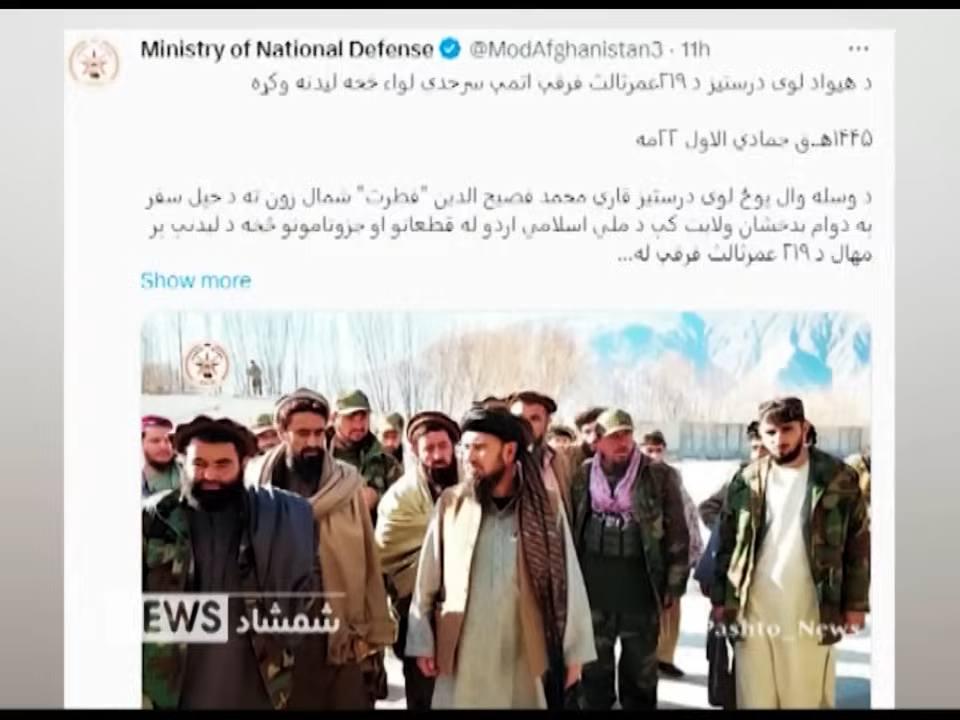 Ministry of National Defense @ModAfghanistan3 · 11h
د هیواد لوی درستیز د ۲۱۹عمرثالث فرقې اتمې سرحدي لواء څخه لیدنه وکړه
۱۴۴۵هـ.ق جمادي الاول ۲۲مه
د وسله وال پوځ لوی درستیز قاري محمد فصیح الدین "فطرت" شمال زون ته د خپل سفر
په دوام بدخشان ولایت کې د ملي اسلامي اردو له قطعاتو او جزوتامونو څخه د لیدنې پر
مهال د ۲۱۹ عمرثالث فرقې له...
Show more
NEWS شمشاد
Pashto_News